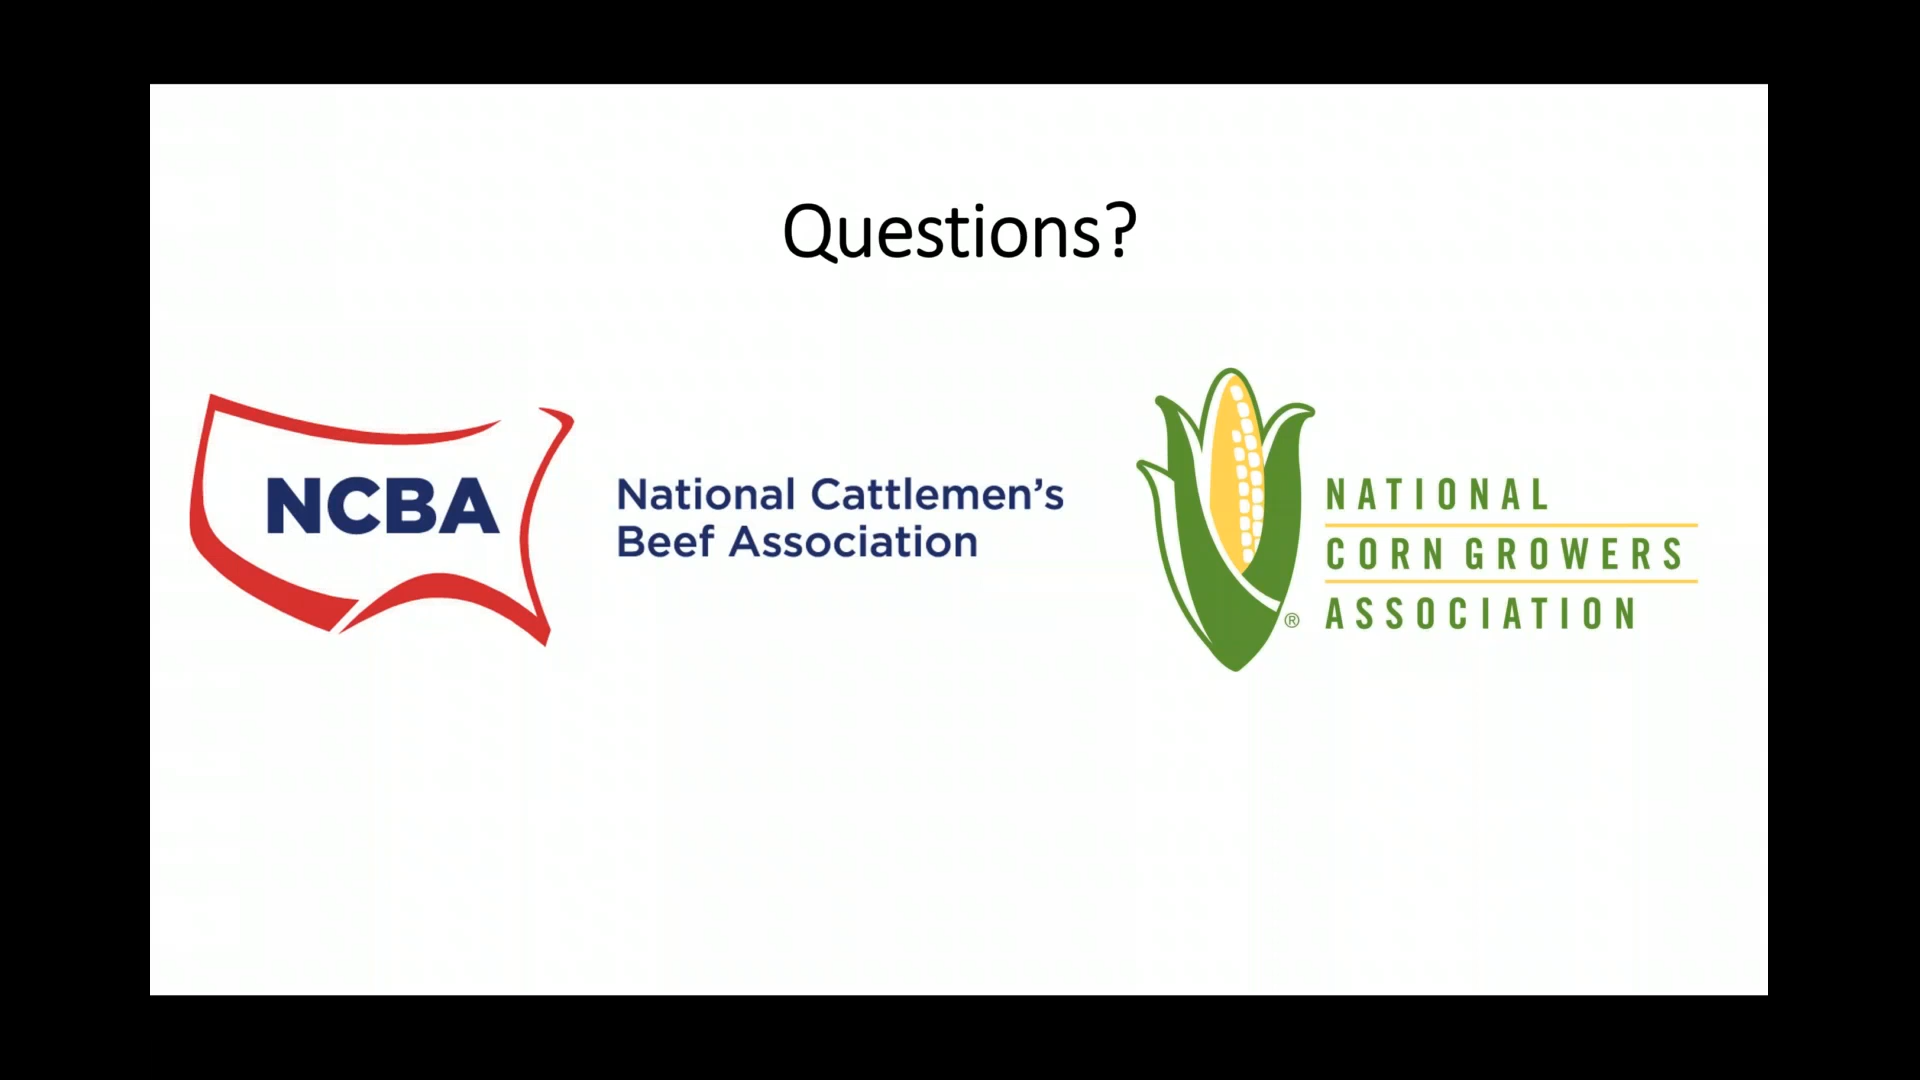 Questions?
NCBA
National Cattlemen's
Beef Association
NATIONAL
CORN GROWERS
® ASSOCIATION